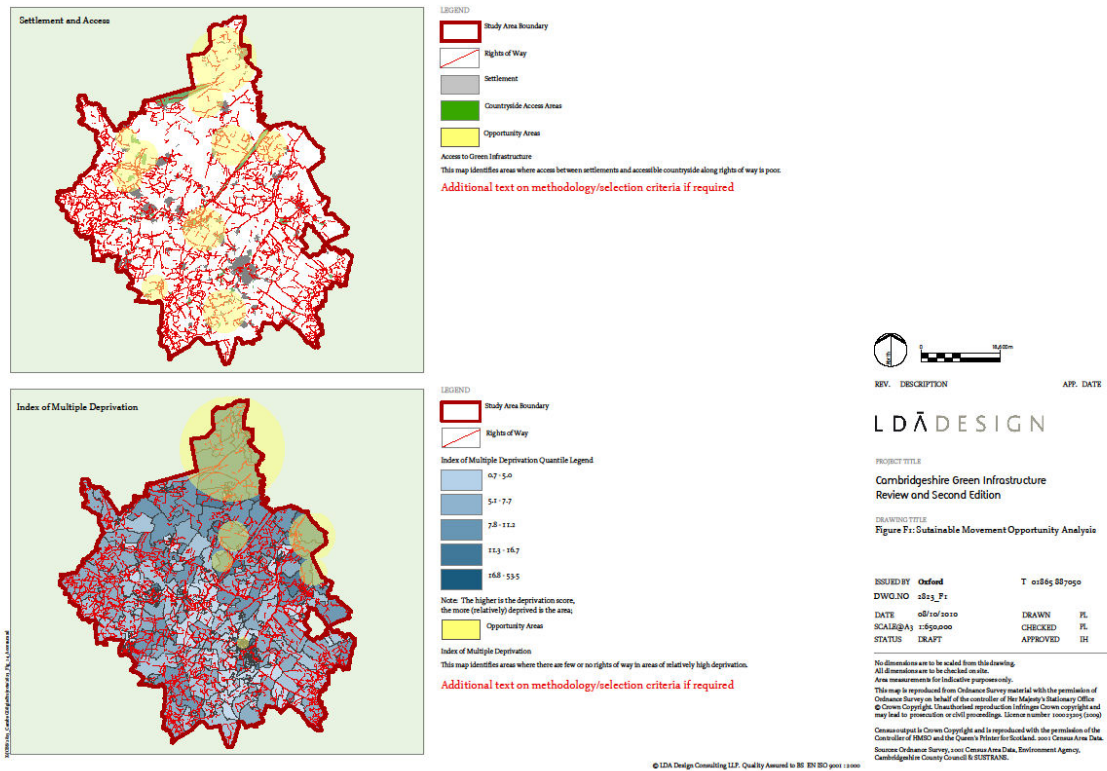 Settlement and Access
LEGEND
Study Area Boundary
Rights of Way
Settlement
Countryside Access Areas
Opportunity Areas
Access to Green Infrastructure
This map identifies areas where access between settlements and accessible countryside along rights of way is poor.
Additional text on methodology/selection criteria if required
Index of Multiple Deprivation
LEGEND
Study Area Boundary
Rights of Way
Index of Multiple Deprivation Quantile Legend
0.7 - 5.0
5.1 - 7.7
7.8 - 11.2
11.3 - 16.7
16.8 - 53.5
Note: The higher is the deprivation score,
the more (relatively) deprived is the area;
Opportunity Areas
Index of Multiple Deprivation
This map identifies areas where there are few or no rights of way in areas of relatively high deprivation.
Additional text on methodology/selection criteria if required
North
0
REV. DESCRIPTION APP. DATE
LDĀDESIGN
PROJECT TITLE
Cambridgeshire Green Infrastructure
Review and Second Edition
DRAWING TITLE
Figure F1: Sutainable Movement Opportunity Analysis
ISSUED BY Oxford T 01865 887050
DWG.NO 2823_F1
DATE 08/10/2010 DRAWN FL
SCALE@A3 1:650,000 CHECKED FL
STATUS DRAFT APPROVED IH
No dimensions are to be scaled from this drawing.
All dimensions are to be checked on site.
Area measurements for indicative purposes only.
This map is reproduced from Ordnance Survey material with the permission of
Ordnance Survey on behalf of the controller of Her Majesty's Stationary Office
© Crown Copyright. Unauthorised reproduction infringes Crown copyright and
may lead to prosecution or civil proceedings. Licence number 100023205 (2009)
Census output is Crown Copyright and is reproduced with the permission of the
Controller of HMSO and the Queen's Printer for Scotland. 2001 Census Area Data.
Sources: Ordnance Survey, 2001 Census Area Data, Environment Agency,
Cambridgeshire County Council & SUSTRANS.
© LDA Design Consulting LLP. Quality Assured to BS EN ISO 9001 : 2000